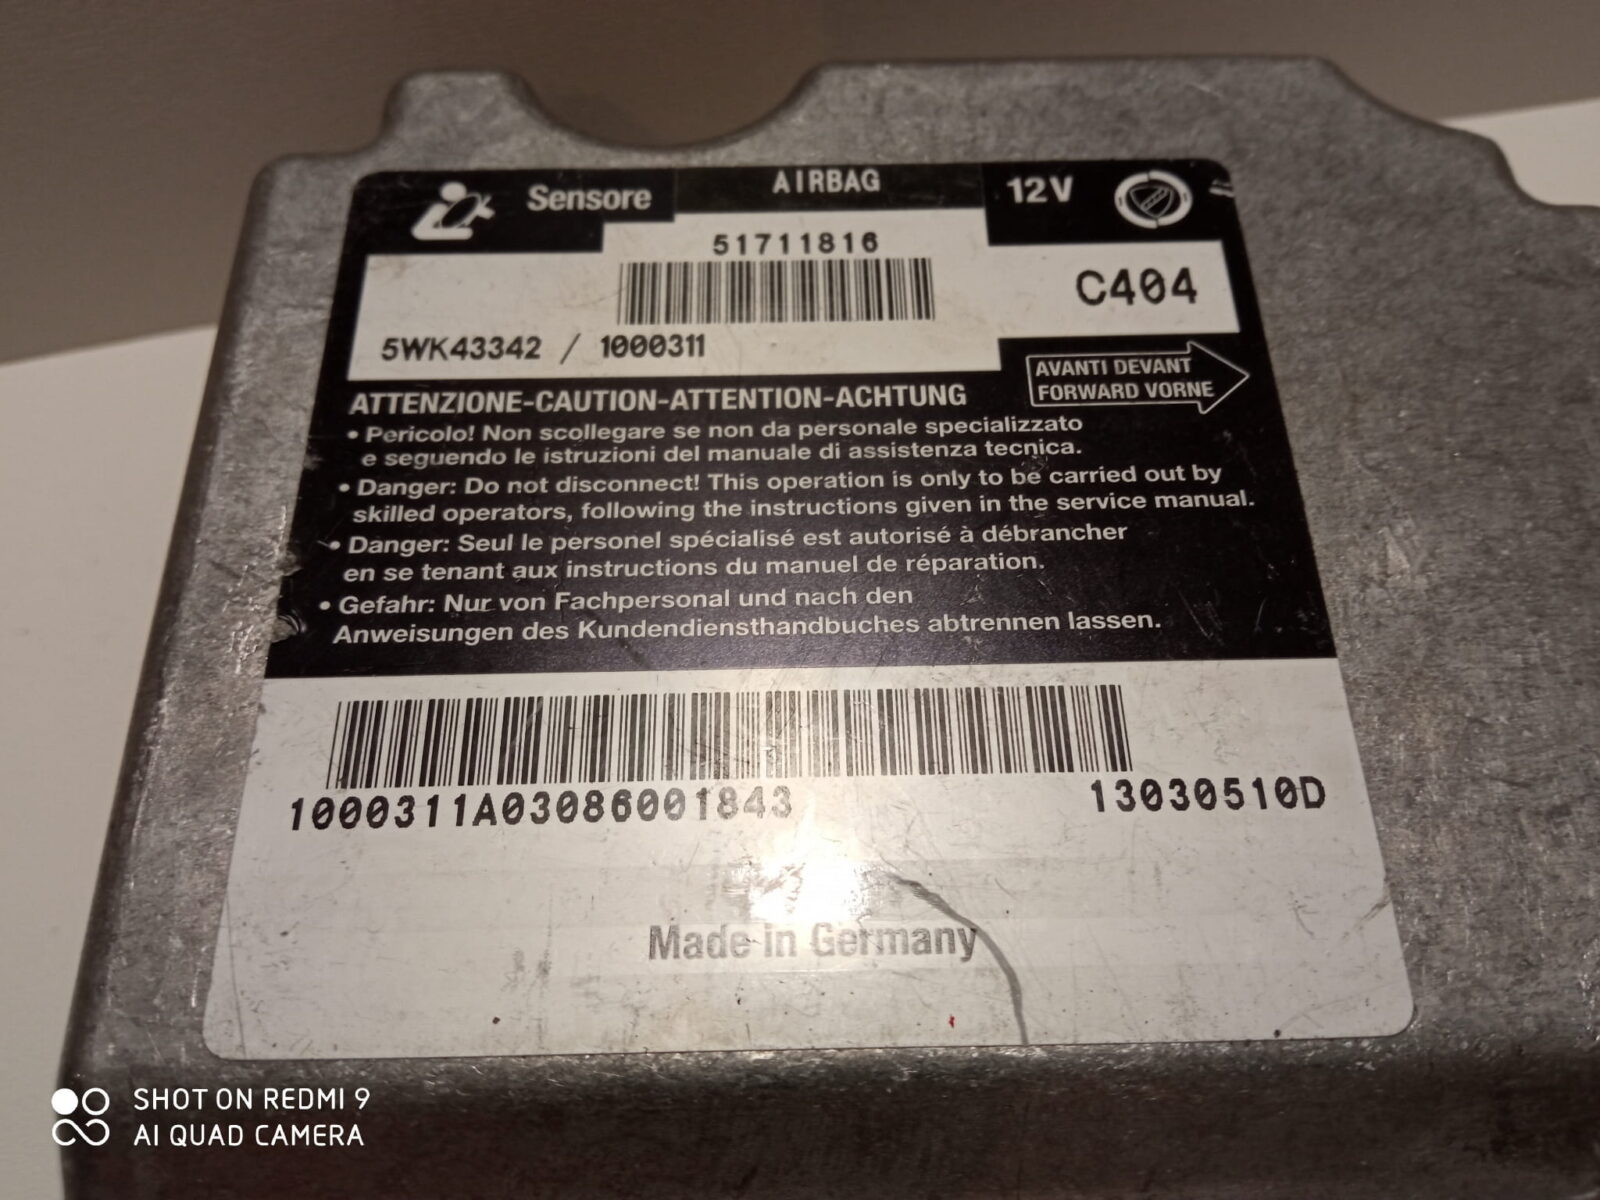 Sensore
AIRBAG
12V
51711816
C404
5WK43342 / 1000311
AVANTI DEVANT
FORWARD VORNE
ATTENZIONE-CAUTION-ATTENTION-ACHTUNG
• Pericolo! Non scollegare se non da personale specializzato
e seguendo le istruzioni del manuale di assistenza tecnica.
• Danger: Do not disconnect! This operation is only to be carried out by
skilled operators, following the instructions given in the service manual.
• Danger: Seul le personel spécialisé est autorisé à débrancher
en se tenant aux instructions du manuel de réparation.
• Gefahr: Nur von Fachpersonal und nach den
Anweisungen des Kundendiensthandbuches abtrennen lassen.
1000311A03086001843
13030510D
Made in Germany
SHOT ON REDMI 9
AI QUAD CAMERA